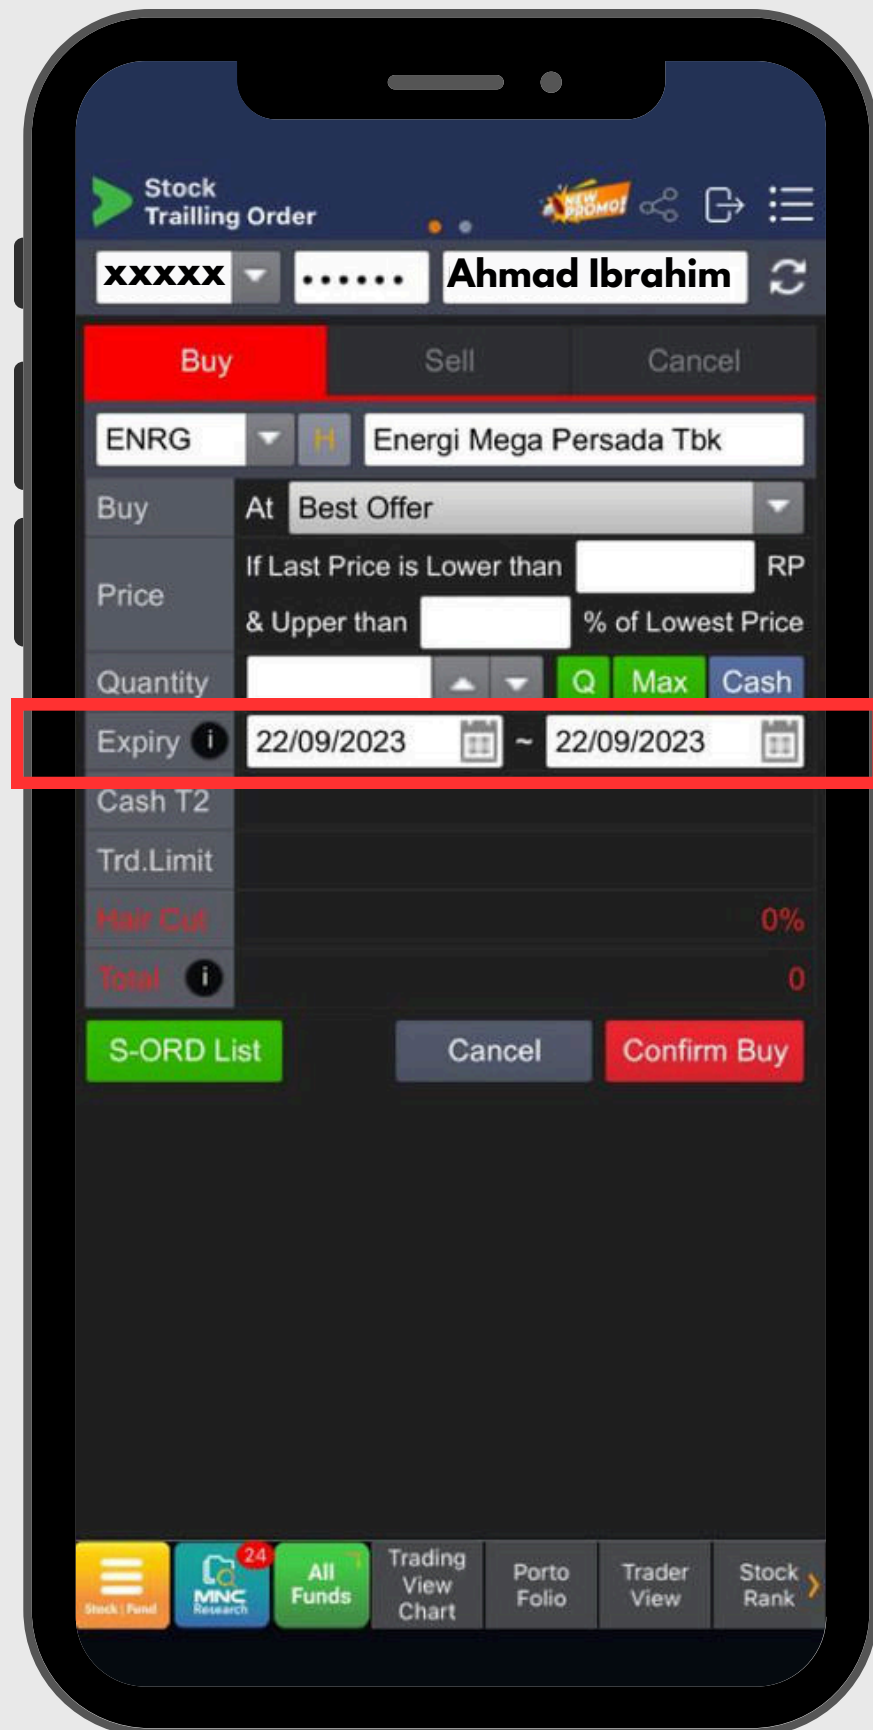 Stock
Trailling Order
NEW
PROMO!
xxxxx
••••••
Ahmad Ibrahim
Buy Sell Cancel
ENRG H Energi Mega Persada Tbk
Buy At Best Offer
Price If Last Price is Lower than RP
& Upper than % of Lowest Price
Quantity Q Max Cash
Expiry i 22/09/2023 ~ 22/09/2023
Cash T2
Trd.Limit
Hair Cut 0%
Total i 0
S-ORD List Cancel Confirm Buy
Stock | Fund
24
MNC
Research
All
Funds
Trading
View
Chart
Porto
Folio
Trader
View
Stock
Rank